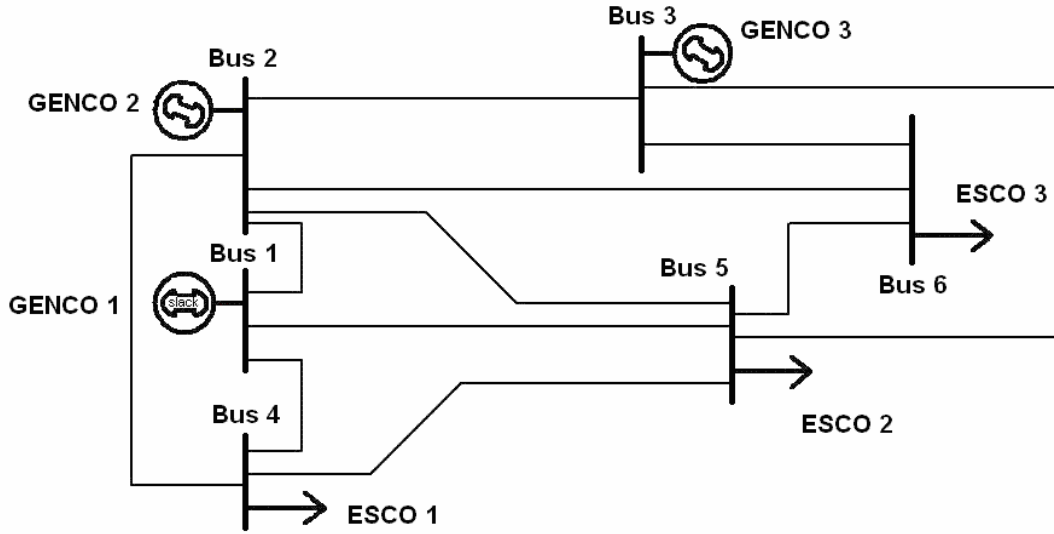 Bus 3
GENCO 3
Bus 2
GENCO 2
ESCO 3
Bus 1
Bus 5
Bus 6
GENCO 1
slack
Bus 4
ESCO 2
ESCO 1